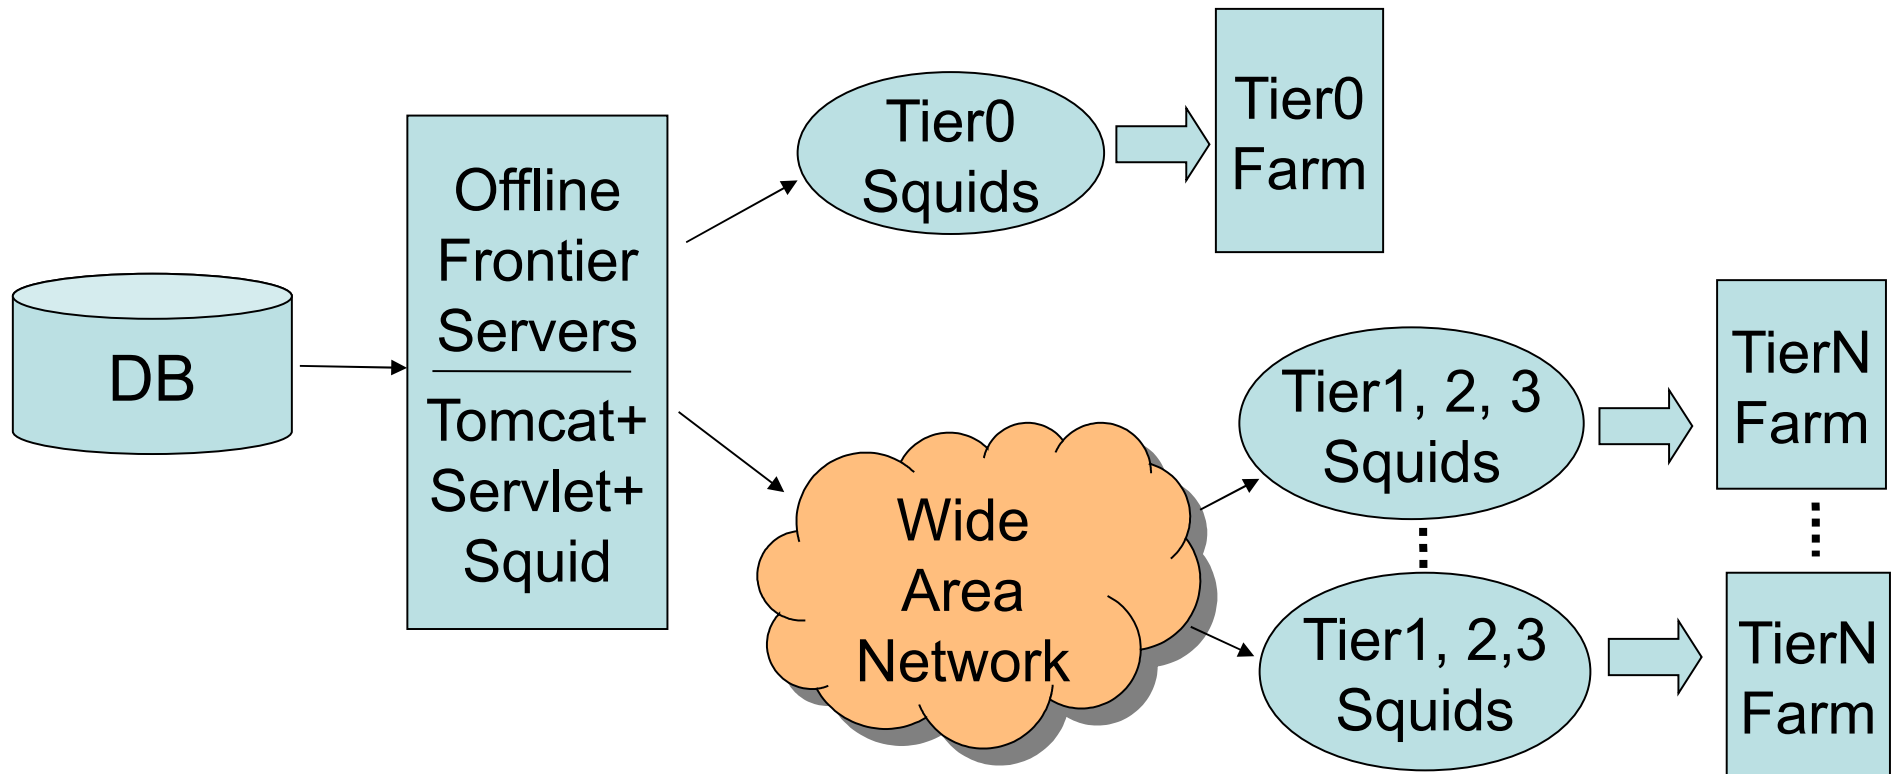 DB
Offline
Frontier
Servers
Tomcat+
Servlet+
Squid
Tier0
Squids
Tier0
Farm
Wide
Area
Network
Tier1, 2, 3
Squids
TierN
Farm
Tier1, 2,3
Squids
TierN
Farm